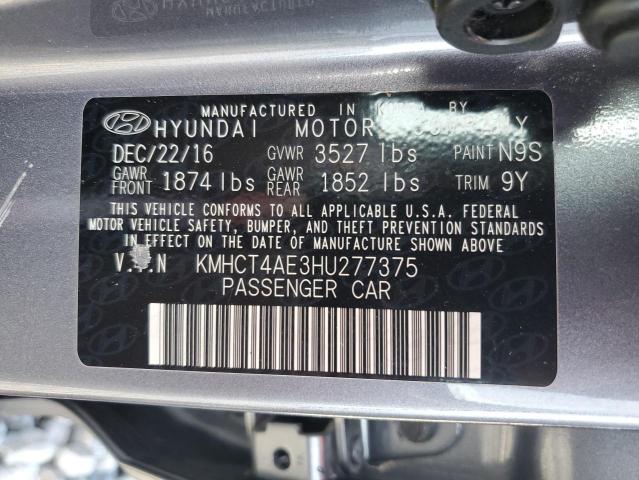 MANUFACTURED IN KOREA BY
HYUNDAI MOTOR
DEC/22/16 GVWR 3527 lbs PAINT N9S
GAWR FRONT 1874 lbs GAWR REAR 1852 lbs TRIM 9Y
THIS VEHICLE CONFORMS TO ALL APPLICABLE U.S.A. FEDERAL
MOTOR VEHICLE SAFETY, BUMPER, AND THEFT PREVENTION STANDARDS
IN EFFECT ON THE DATE OF MANUFACTURE SHOWN ABOVE
V.I.N KMHCT4AE3HU277375
PASSENGER CAR